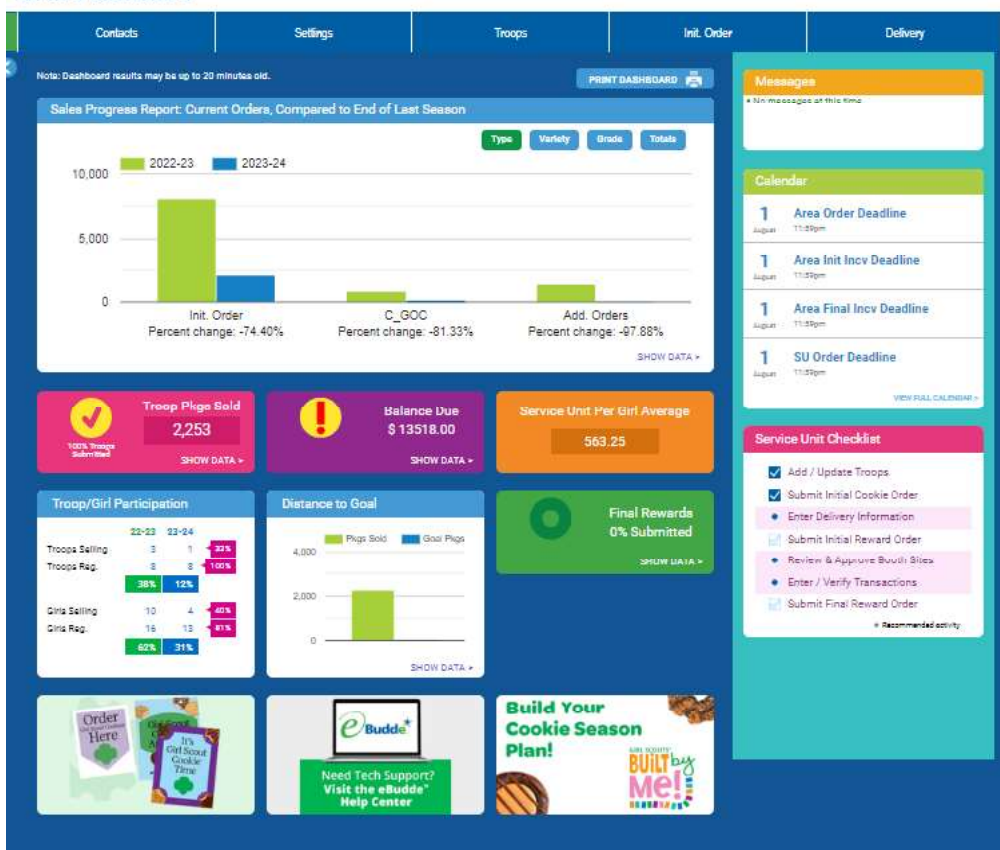 Contacts
Settings
Troops
Init. Order
Delivery
Note: Dashboard results may be up to 20 minutes old.
PRINT DASHBOARD
Sales Progress Report: Current Orders, Compared to End of Last Season
Type
Variety
Grade
Totals
2022-23
2023-24
10,000
5,000
0
Init. Order
Percent change: -74.40%
C_GOC
Percent change: -81.33%
Add. Orders
Percent change: -97.88%
SHOW DATA >
Troop Pkgs Sold
2,253
100% Troops
Submitted
SHOW DATA >
Balance Due
$ 13518.00
SHOW DATA >
Service Unit Per Girl Average
563.25
Troop/Girl Participation
22-23 23-24
Troops Selling 3 1 33%
Troops Reg. 8 8 100%
38% 12%
Girls Selling 10 4 40%
Girls Reg. 16 13 81%
62% 31%
Distance to Goal
Pkgs Sold
Goal Pkgs
4,000
2,000
0
SHOW DATA >
Final Rewards
0% Submitted
SHOW DATA >
Order
Here
It's
Girl Scout
Cookie
Time
eBudde
Need Tech Support?
Visit the eBudde™
Help Center
Build Your
Cookie Season
Plan!
GIRL SCOUTS'
BUILT by
Me!
Messages
• No messages at this time
Calendar
1 Area Order Deadline
August 11:59pm
1 Area Init Incv Deadline
August 11:59pm
1 Area Final Incv Deadline
August 11:59pm
1 SU Order Deadline
August 11:59pm
VIEW FULL CALENDAR >
Service Unit Checklist
Add / Update Troops
Submit Initial Cookie Order
• Enter Delivery Information
Submit Initial Reward Order
• Review & Approve Booth Sites
• Enter / Verify Transactions
Submit Final Reward Order
* Recommended activity